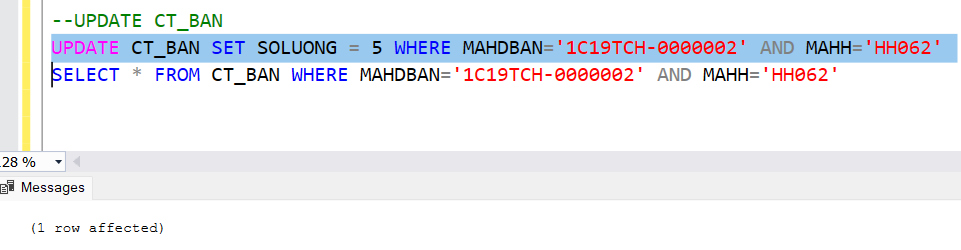 --UPDATE CT_BAN
UPDATE CT_BAN SET SOLUONG = 5 WHERE MAHDBAN='1C19TCH-0000002' AND MAHH='HH062'
SELECT * FROM CT_BAN WHERE MAHDBAN='1C19TCH-0000002' AND MAHH='HH062'
.28 %
Messages
(1 row affected)